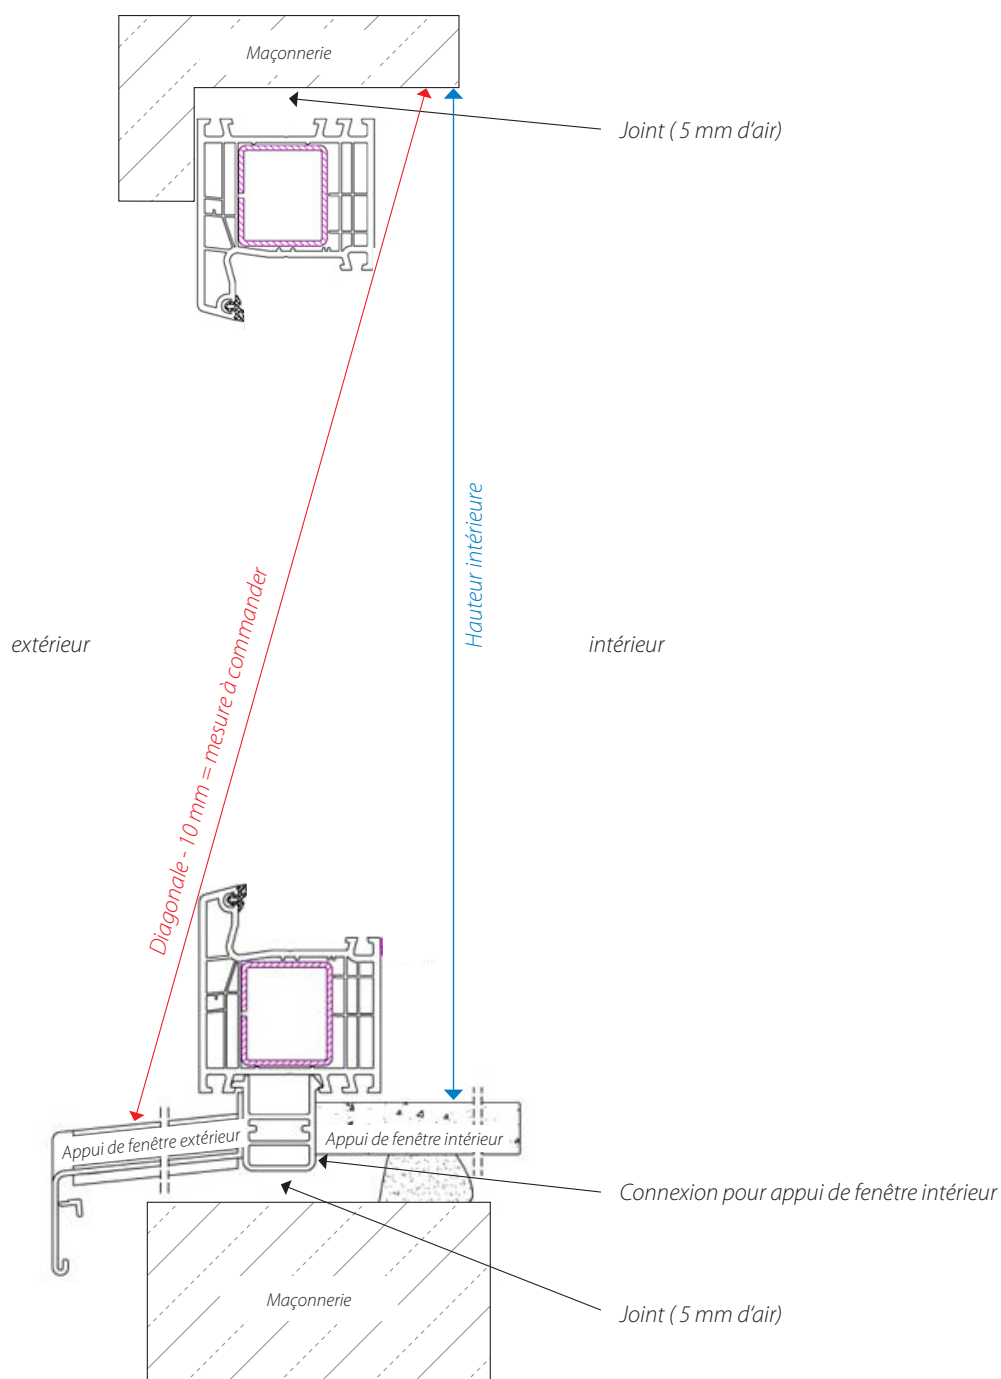 Maçonnerie
Joint ( 5 mm d'air)
Hauteur intérieure
Diagonale - 10 mm = mesure à commander
extérieur
intérieur
Appui de fenêtre extérieur
Appui de fenêtre intérieur
Connexion pour appui de fenêtre intérieur
Maçonnerie
Joint ( 5 mm d'air)